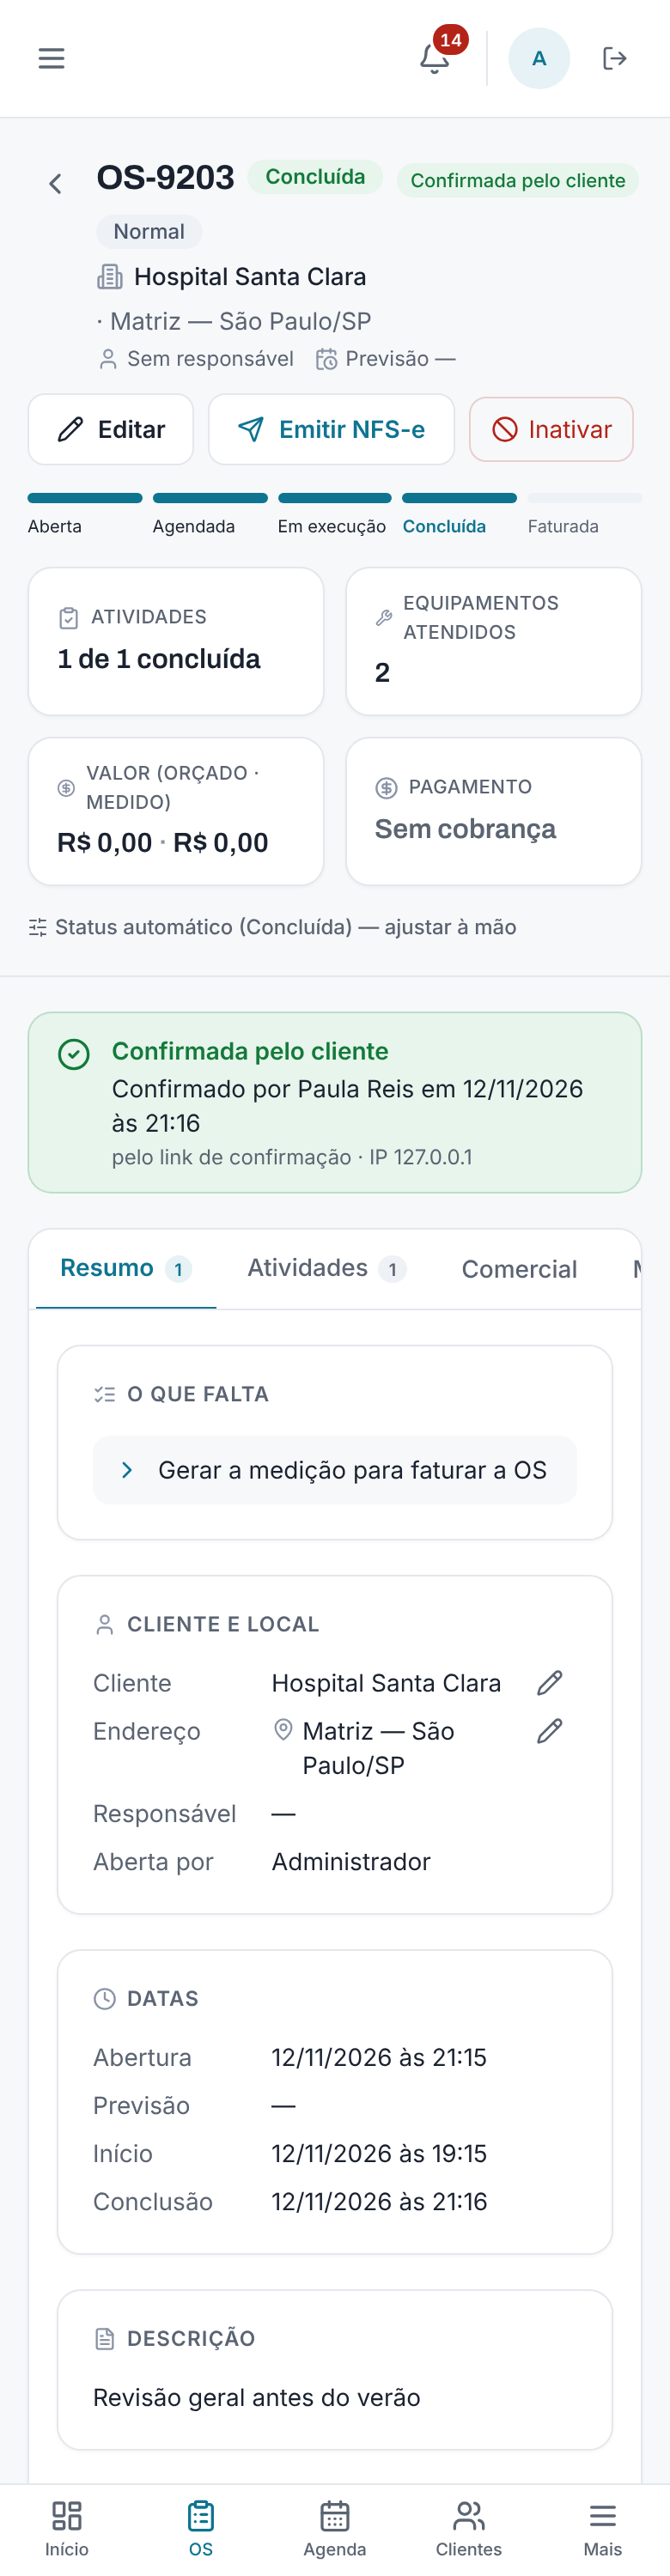 14
A
OS-9203 Concluída Confirmada pelo cliente
Normal
Hospital Santa Clara
· Matriz — São Paulo/SP
Sem responsável Previsão —
Editar Emitir NFS-e Inativar
Aberta Agendada Em execução Concluída Faturada
ATIVIDADES
1 de 1 concluída
EQUIPAMENTOS
ATENDIDOS
2
VALOR (ORÇADO ·
MEDIDO)
R$ 0,00 · R$ 0,00
PAGAMENTO
Sem cobrança
Status automático (Concluída) — ajustar à mão
Confirmada pelo cliente
Confirmado por Paula Reis em 12/11/2026
às 21:16
pelo link de confirmação · IP 127.0.0.1
Resumo 1 Atividades 1 Comercial
O QUE FALTA
Gerar a medição para faturar a OS
CLIENTE E LOCAL
Cliente Hospital Santa Clara
Endereço Matriz — São
Paulo/SP
Responsável —
Aberta por Administrador
DATAS
Abertura 12/11/2026 às 21:15
Previsão —
Início 12/11/2026 às 19:15
Conclusão 12/11/2026 às 21:16
DESCRIÇÃO
Revisão geral antes do verão
Início OS Agenda Clientes Mais